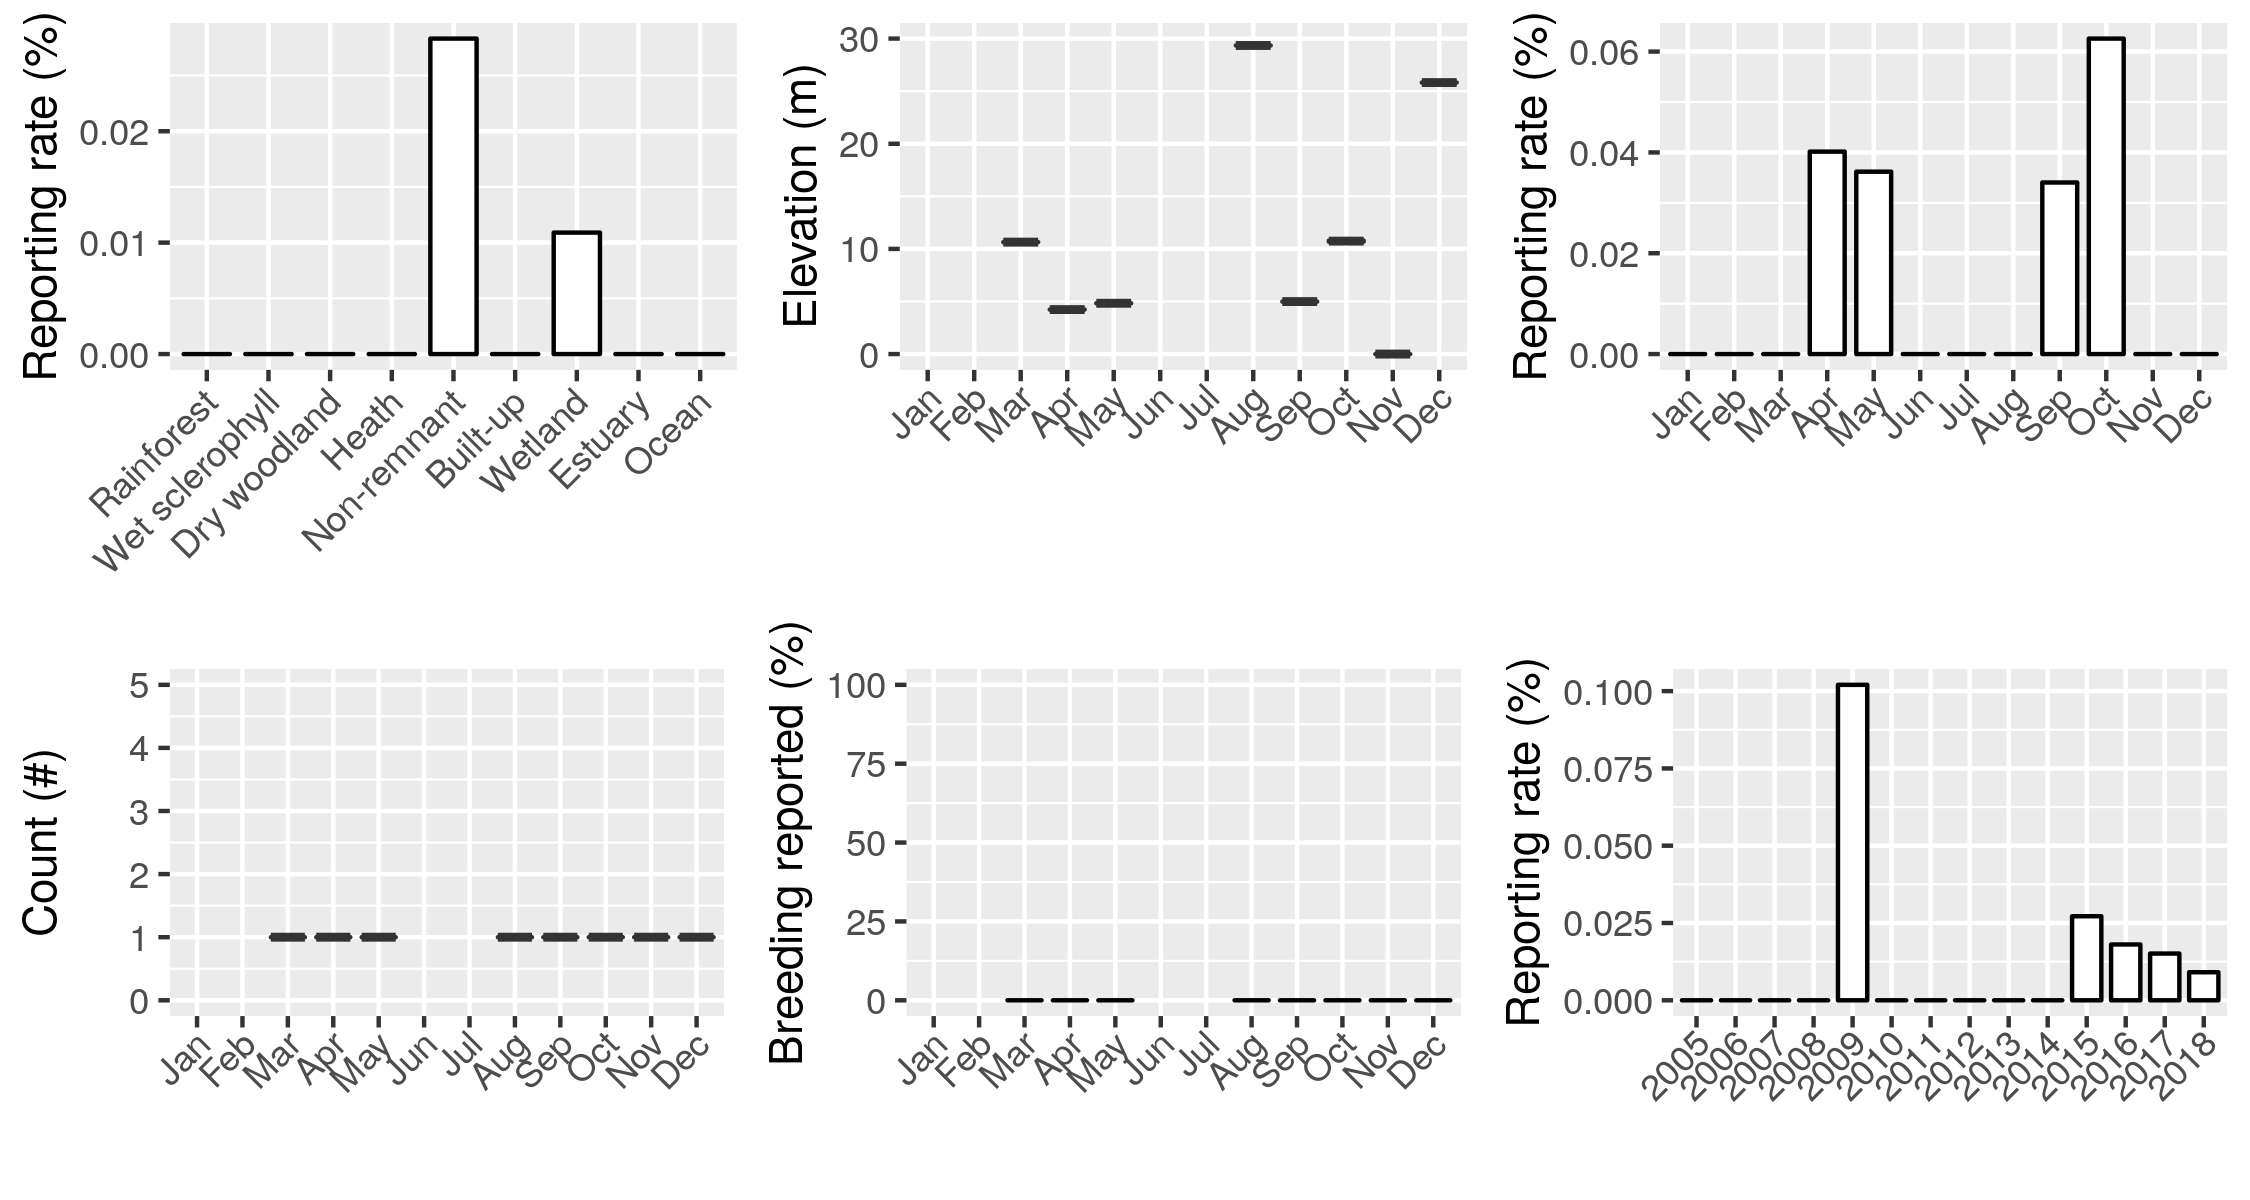 Reporting rate (%)
0.02
0.01
0.00
Rainforest
Wet sclerophyll
Dry woodland
Heath
Non-remnant
Built-up
Wetland
Estuary
Ocean
Elevation (m)
30
20
10
0
Jan Feb Mar Apr May Jun Jul Aug Sep Oct Nov Dec
Reporting rate (%)
0.06
0.04
0.02
0.00
Jan Feb Mar Apr May Jun Jul Aug Sep Oct Nov Dec
Count (#)
5
4
3
2
1
0
Jan Feb Mar Apr May Jun Jul Aug Sep Oct Nov Dec
Breeding reported (%)
100
75
50
25
0
Jan Feb Mar Apr May Jun Jul Aug Sep Oct Nov Dec
Reporting rate (%)
0.100
0.075
0.050
0.025
0.000
2005 2006 2007 2008 2009 2010 2011 2012 2013 2014 2015 2016 2017 2018